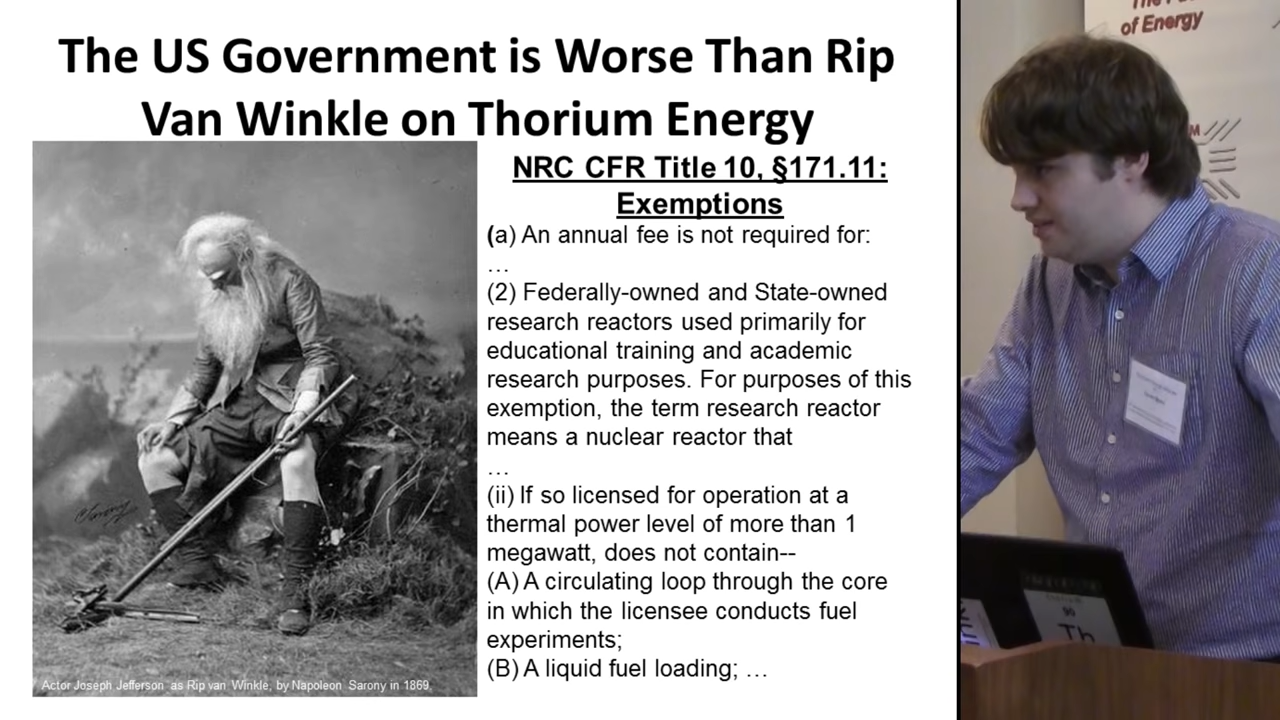 The US Government is Worse Than Rip
Van Winkle on Thorium Energy
NRC CFR Title 10, §171.11:
Exemptions
(a) An annual fee is not required for:
…
(2) Federally-owned and State-owned
research reactors used primarily for
educational training and academic
research purposes. For purposes of this
exemption, the term research reactor
means a nuclear reactor that
…
(ii) If so licensed for operation at a
thermal power level of more than 1
megawatt, does not contain--
(A) A circulating loop through the core
in which the licensee conducts fuel
experiments;
(B) A liquid fuel loading; …
Actor Joseph Jefferson as Rip van Winkle, by Napoleon Sarony in 1869.
of Energy
90
Th